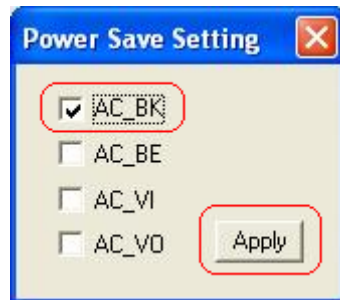 Power Save Setting
AC_BK
AC_BE
AC_VI
AC_VO
Apply